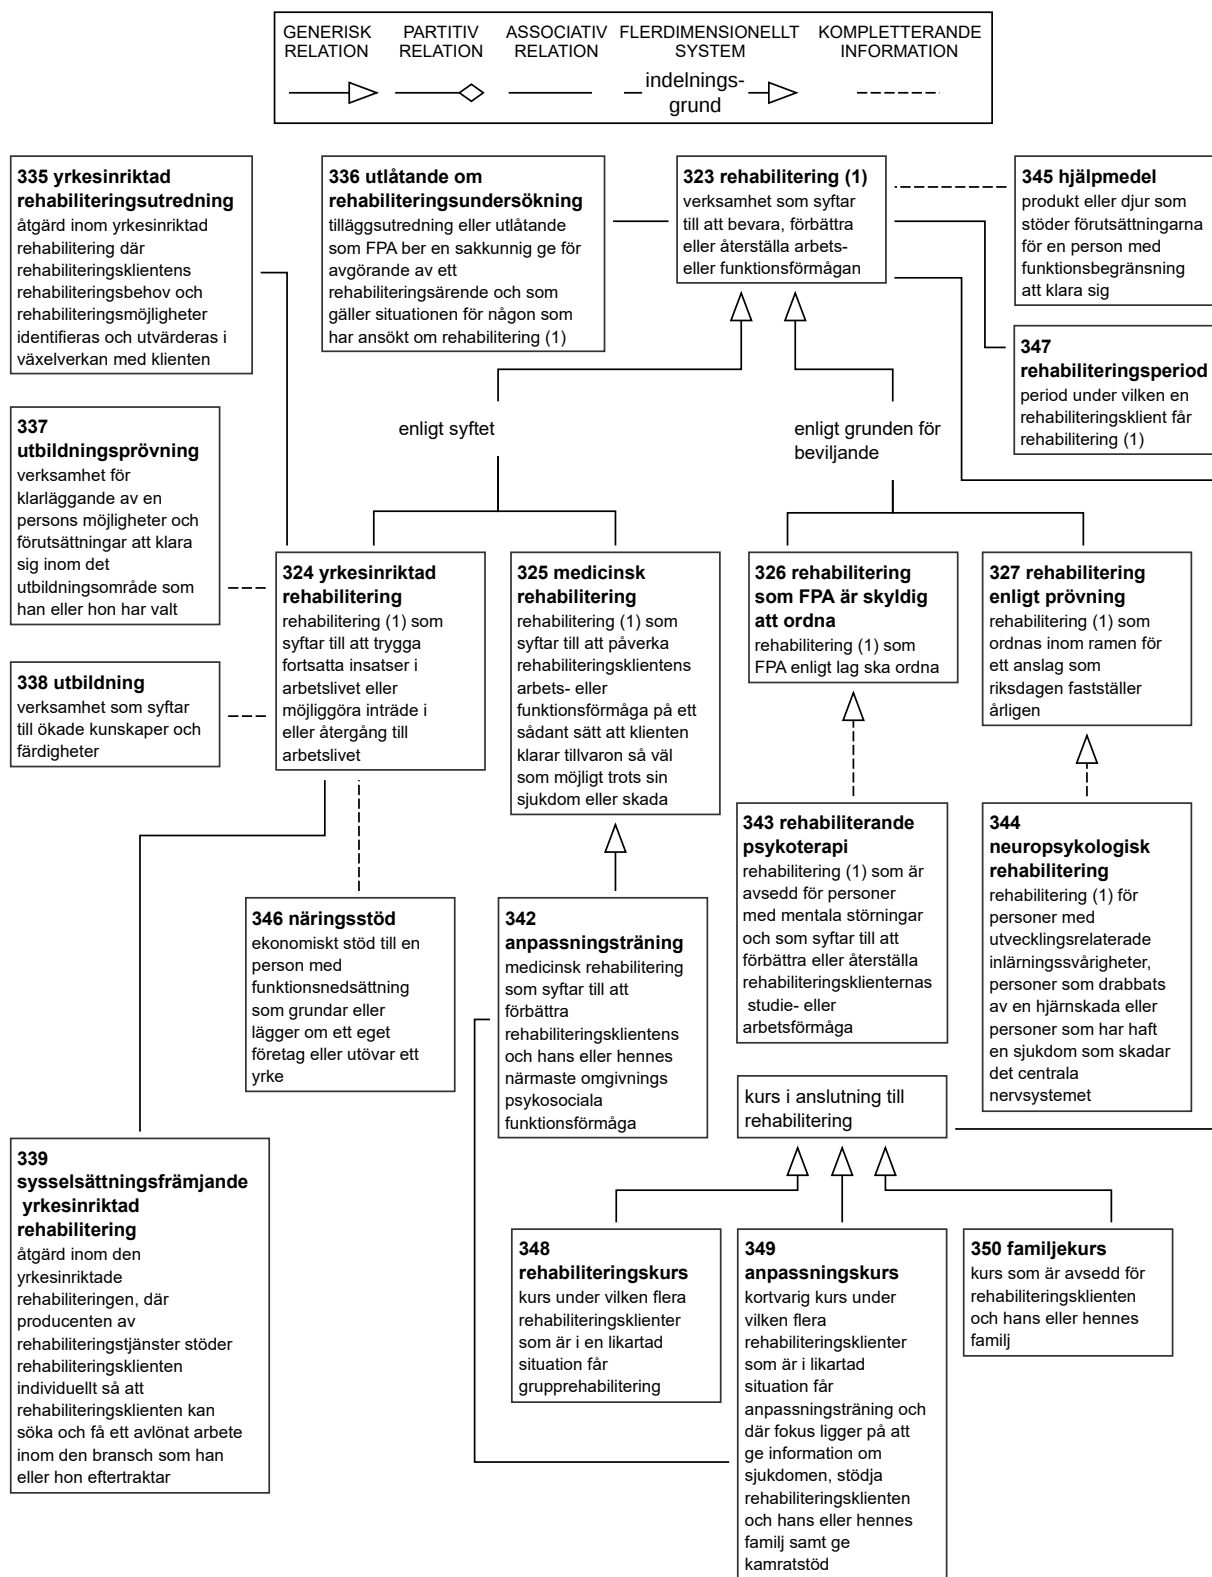 GENERISK
RELATION
PARTITIV
RELATION
ASSOCIATIV
RELATION
FLERDIMENSIONELLT
SYSTEM
indelnings-
grund
KOMPLETTERANDE
INFORMATION
335 yrkesinriktad
rehabiliteringsutredning
åtgärd inom yrkesinriktad
rehabilitering där
rehabiliteringsklientens
rehabiliteringsbehov och
rehabiliteringsmöjligheter
identifieras och utvärderas i
växelverkan med klienten
336 utlåtande om
rehabiliteringsundersökning
tilläggsutredning eller utlåtande
som FPA ber en sakkunnig ge för
avgörande av ett
rehabiliteringsärende och som
gäller situationen för någon som
har ansökt om rehabilitering (1)
323 rehabilitering (1)
verksamhet som syftar
till att bevara, förbättra
eller återställa arbets-
eller funktionsförmågan
345 hjälpmedel
produkt eller djur som
stöder förutsättningarna
för en person med
funktionsbegränsning
att klara sig
347
rehabiliteringsperiod
period under vilken en
rehabiliteringsklient får
rehabilitering (1)
enligt syftet
enligt grunden för
beviljande
337
utbildningsprövning
verksamhet för
klarläggande av en
persons möjligheter och
förutsättningar att klara
sig inom det
utbildningsområde som
han eller hon har valt
338 utbildning
verksamhet som syftar
till ökade kunskaper och
färdigheter
324 yrkesinriktad
rehabilitering
rehabilitering (1) som
syftar till att trygga
fortsatta insatser i
arbetslivet eller
möjliggöra inträde i
eller återgång till
arbetslivet
325 medicinsk
rehabilitering
rehabilitering (1) som
syftar till att påverka
rehabiliteringsklientens
arbets- eller
funktionsförmåga på ett
sådant sätt att klienten
klarar tillvaron så väl
som möjligt trots sin
sjukdom eller skada
326 rehabilitering
som FPA är skyldig
att ordna
rehabilitering (1) som
FPA enligt lag ska ordna
327 rehabilitering
enligt prövning
rehabilitering (1) som
ordnas inom ramen för
ett anslag som
riksdagen fastställer
årligen
346 näringsstöd
ekonomiskt stöd till en
person med
funktionsnedsättning
som grundar eller
lägger om ett eget
företag eller utövar ett
yrke
342
anpassningsträning
medicinsk rehabilitering
som syftar till att
förbättra
rehabiliteringsklientens
och hans eller hennes
närmaste omgivnings
psykosociala
funktionsförmåga
343 rehabiliterande
psykoterapi
rehabilitering (1) som är
avsedd för personer
med mentala störningar
och som syftar till att
förbättra eller återställa
rehabiliteringsklienternas
studie- eller
arbetsförmåga
344
neuropsykologisk
rehabilitering
rehabilitering (1) för
personer med
utvecklingsrelaterade
inlärningssvårigheter,
personer som drabbats
av en hjärnskada eller
personer som har haft
en sjukdom som skadar
det centrala
nervsystemet
kurs i anslutning till
rehabilitering
339
sysselsättningsfrämjande
yrkesinriktad
rehabilitering
åtgärd inom den
yrkesinriktade
rehabiliteringen, där
producenten av
rehabiliteringstjänster stöder
rehabiliteringsklienten
individuellt så att
rehabiliteringsklienten kan
söka och få ett avlönat arbete
inom den bransch som han
eller hon eftertraktar
348
rehabiliteringskurs
kurs under vilken flera
rehabiliteringsklienter
som är i en likartad
situation får
grupprehabilitering
349
anpassningskurs
kortvarig kurs under
vilken flera
rehabiliteringsklienter
som är i likartad
situation får
anpassningsträning och
där fokus ligger på att
ge information om
sjukdomen, stödja
rehabiliteringsklienten
och hans eller hennes
familj samt ge
kamratstöd
350 familjekurs
kurs som är avsedd för
rehabiliteringsklienten
och hans eller hennes
familj